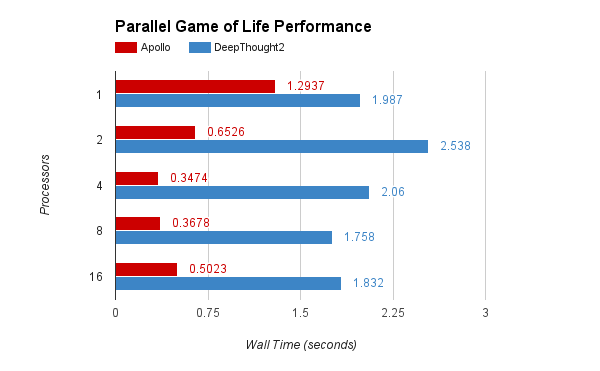 Parallel Game of Life Performance
Apollo DeepThought2
1 1.2937
1.987
2 0.6526
2.538
4 0.3474
2.06
8 0.3678
1.758
16 0.5023
1.832
Processors
0 0.75 1.5 2.25 3
Wall Time (seconds)